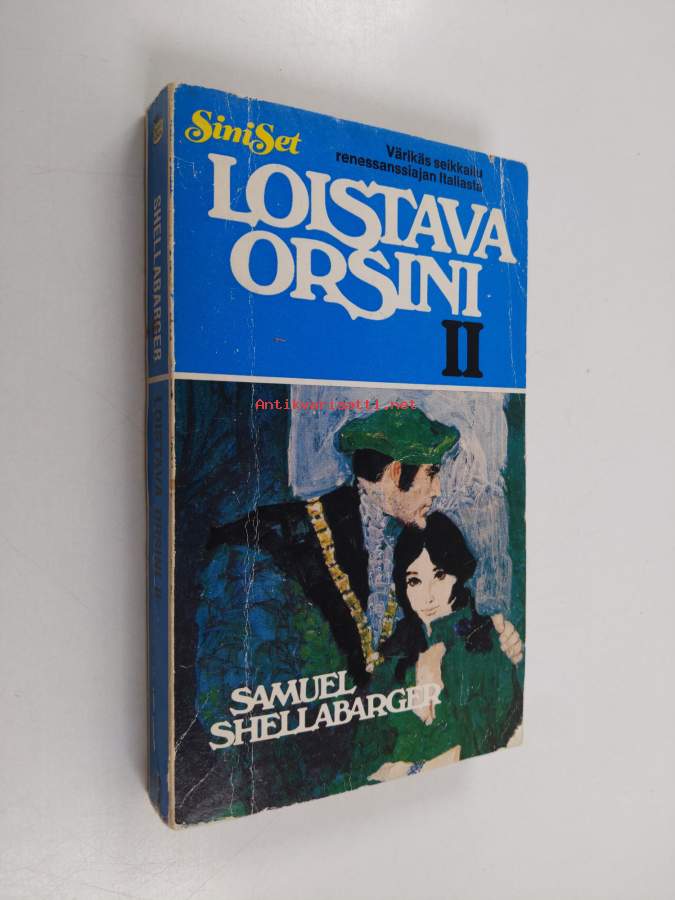 SiniSet
Värikäs seikkailu
renessanssiajan Italiasta
LOISTAVA
ORSINI
II
Antikvariaatti.net
SAMUEL
SHELLABARGER
SHELLABARGER
LOISTAVA ORSINI II